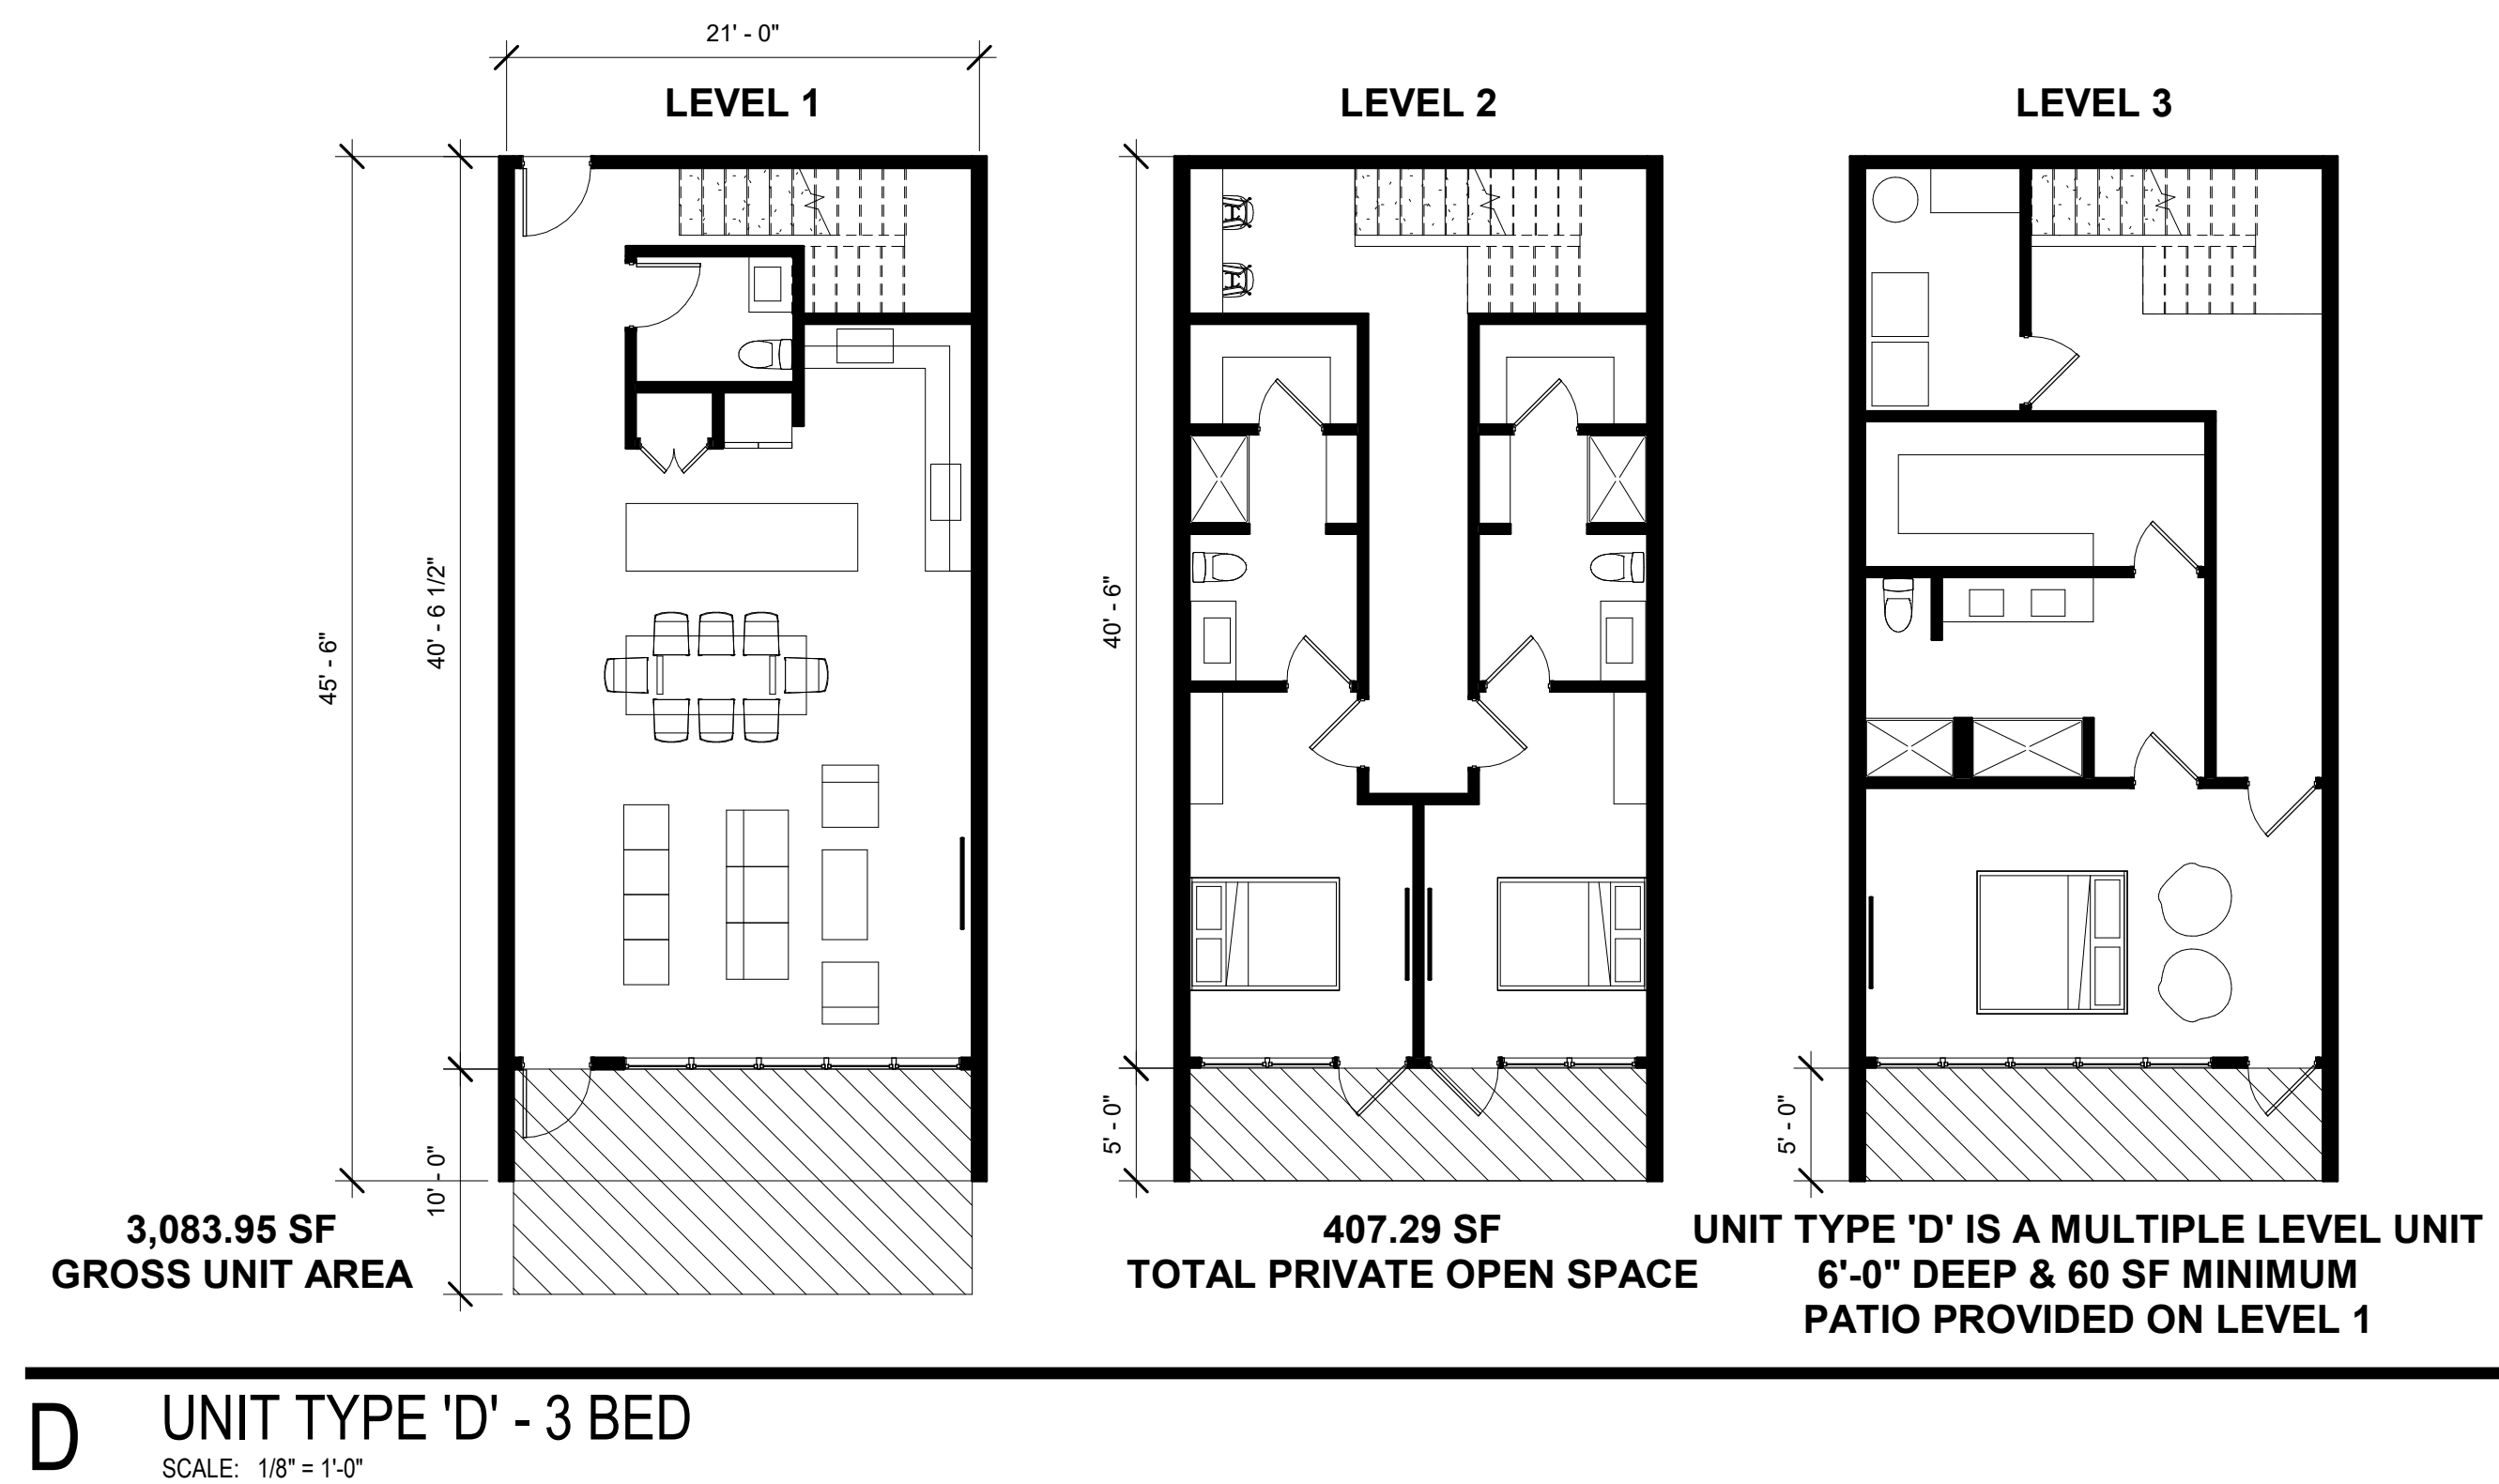 21' - 0"
LEVEL 1
LEVEL 2
LEVEL 3
45' - 6"
40' - 6 1/2"
10' - 0"
40' - 6"
5' - 0"
5' - 0"
3,083.95 SF
GROSS UNIT AREA
407.29 SF
TOTAL PRIVATE OPEN SPACE
UNIT TYPE 'D' IS A MULTIPLE LEVEL UNIT
6'-0" DEEP & 60 SF MINIMUM
PATIO PROVIDED ON LEVEL 1
D
UNIT TYPE 'D' - 3 BED
SCALE: 1/8" = 1'-0"